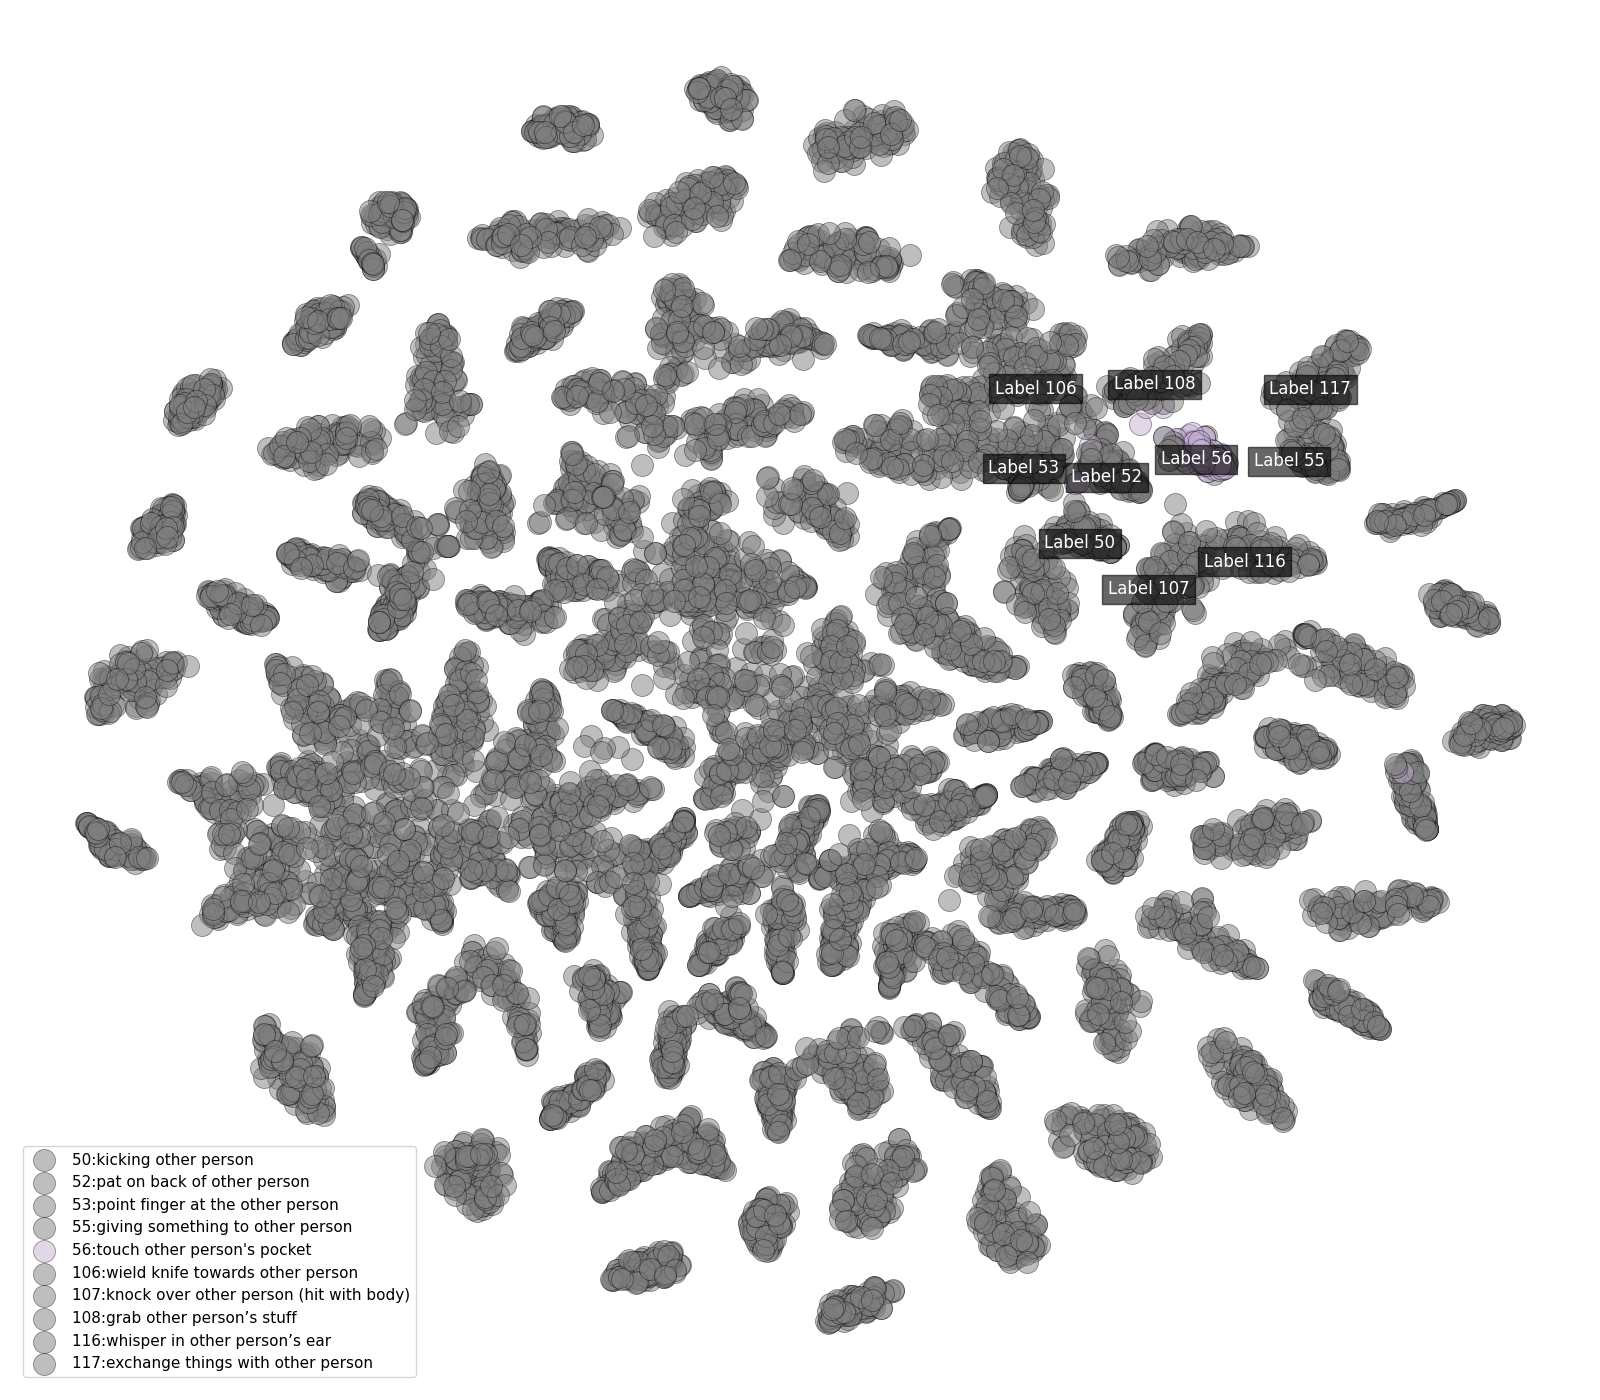 Label 106
Label 108
Label 117
Label 53
Label 52
Label 56
Label 55
Label 50
Label 116
Label 107
50:kicking other person
52:pat on back of other person
53:point finger at the other person
55:giving something to other person
56:touch other person's pocket
106:wield knife towards other person
107:knock over other person (hit with body)
108:grab other person’s stuff
116:whisper in other person’s ear
117:exchange things with other person